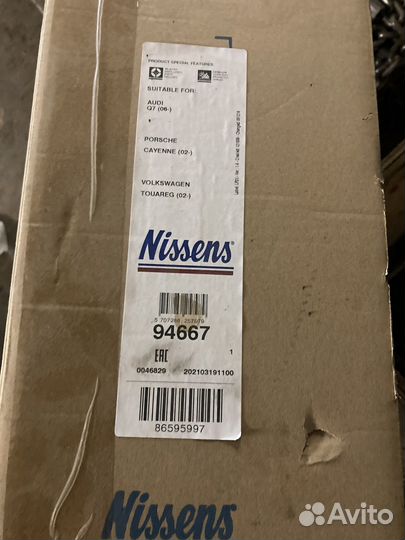 PRODUCT SPECIAL FEATURES
SUITABLE FOR:
AUDI
Q7 (06-)
PORSCHE
CAYENNE (02-)
VOLKSWAGEN
TOUAREG (02-)
Nissens®
94667
EAC 1
0046829 202103191100
86595997
Nissens
Avito